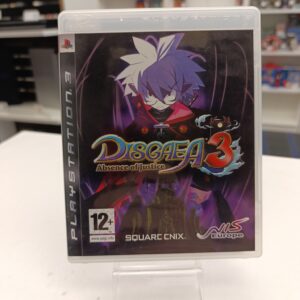 PLAYSTATION 3
DISGAEA 3
Absence of Justice
12+
www.pegi.info
SQUARE ENIX
NIS
Europe